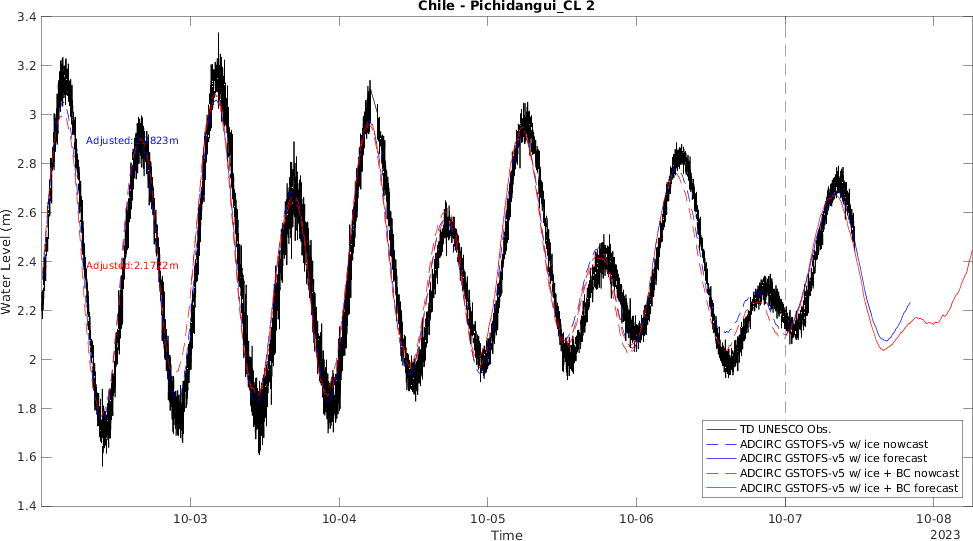 Chile - Pichidangui_CL 2
3.4
3.2
3
2.8
2.6
2.4
2.2
2
1.8
1.6
1.4
Water Level (m)
Adjusted:
Adjusted:2.1722m
10-03
10-04
10-05
10-06
10-07
10-08
Time
2023
TD UNESCO Obs.
ADCIRC GSTOFS-v5 w/ ice nowcast
ADCIRC GSTOFS-v5 w/ ice forecast
ADCIRC GSTOFS-v5 w/ ice + BC nowcast
ADCIRC GSTOFS-v5 w/ ice + BC forecast